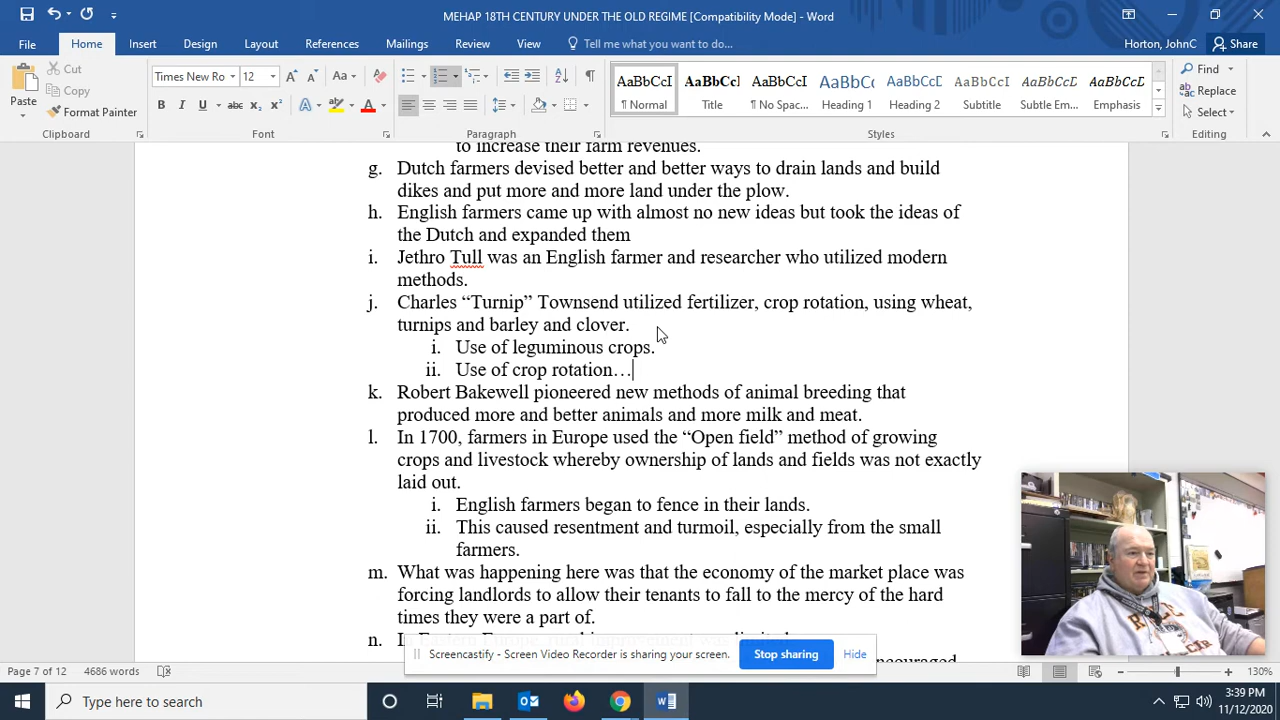 MEHAP 18TH CENTURY UNDER THE OLD REGIME [Compatibility Mode] - Word
File Home Insert Design Layout References Mailings Review View Tell me what you want to do... Horton, JohnC Share
Cut
Copy
Format Painter
Paste
Times New Ro 12
AaBbCcI AaBbCcl AaBbCcI AaBbCcC AaBbCcD AaBbCcD AaBbCcD AaBbCcD
¶ Normal Title ¶ No Spac... Heading 1 Heading 2 Subtitle Subtle Em... Emphasis
Find
Replace
Select
Clipboard Font Paragraph Styles Editing
to increase their farm revenues.
g. Dutch farmers devised better and better ways to drain lands and build
dikes and put more and more land under the plow.
h. English farmers came up with almost no new ideas but took the ideas of
the Dutch and expanded them
i. Jethro Tull was an English farmer and researcher who utilized modern
methods.
j. Charles “Turnip” Townsend utilized fertilizer, crop rotation, using wheat,
turnips and barley and clover.
i. Use of leguminous crops.
ii. Use of crop rotation…
k. Robert Bakewell pioneered new methods of animal breeding that
produced more and better animals and more milk and meat.
l. In 1700, farmers in Europe used the “Open field” method of growing
crops and livestock whereby ownership of lands and fields was not exactly
laid out.
i. English farmers began to fence in their lands.
ii. This caused resentment and turmoil, especially from the small
farmers.
m. What was happening here was that the economy of the market place was
forcing landlords to allow their tenants to fall to the mercy of the hard
times they were a part of.
n. In Eastern Europe,
Screencastify - Screen Video Recorder is sharing your screen. Stop sharing Hide
encouraged
Page 7 of 12 4686 words 130%
Type here to search
3:39 PM
11/12/2020